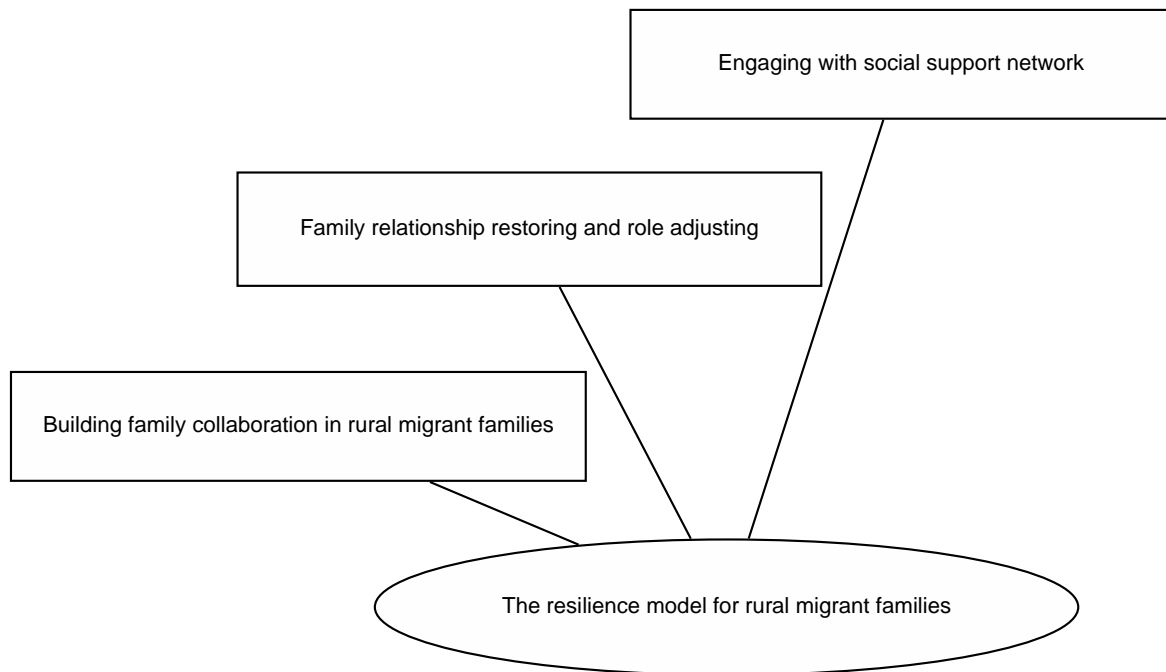 Engaging with social support network
Family relationship restoring and role adjusting
Building family collaboration in rural migrant families
The resilience model for rural migrant families